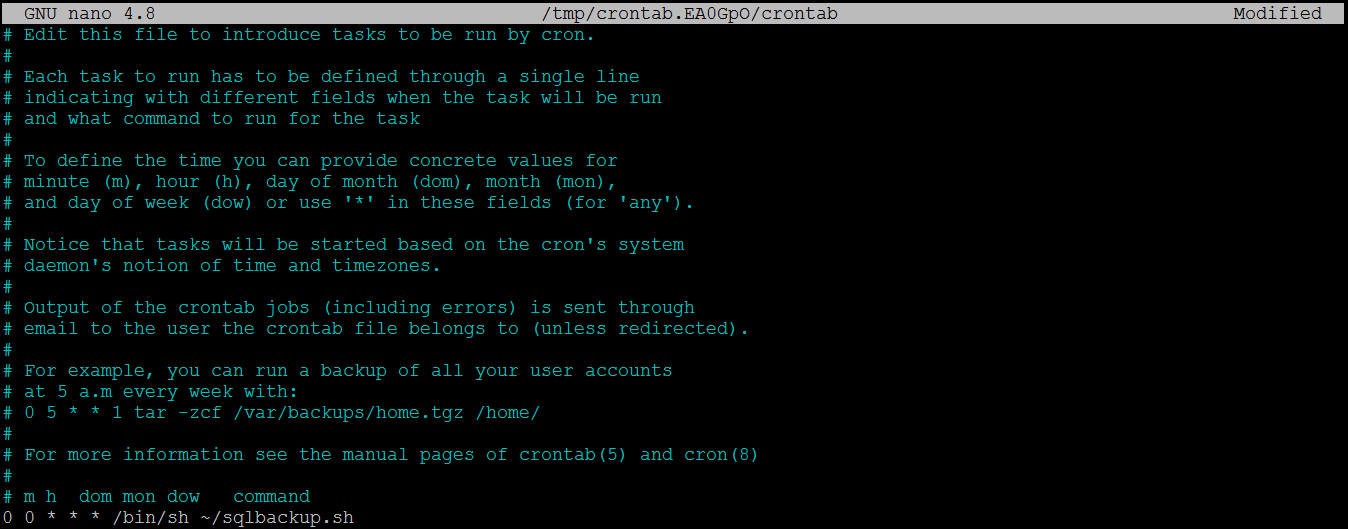 GNU nano 4.8 /tmp/crontab.EA0GpO/crontab Modified
# Edit this file to introduce tasks to be run by cron.
#
# Each task to run has to be defined through a single line
# indicating with different fields when the task will be run
# and what command to run for the task
#
# To define the time you can provide concrete values for
# minute (m), hour (h), day of month (dom), month (mon),
# and day of week (dow) or use '*' in these fields (for 'any').
#
# Notice that tasks will be started based on the cron's system
# daemon's notion of time and timezones.
#
# Output of the crontab jobs (including errors) is sent through
# email to the user the crontab file belongs to (unless redirected).
#
# For example, you can run a backup of all your user accounts
# at 5 a.m every week with:
# 0 5 * * 1 tar -zcf /var/backups/home.tgz /home/
#
# For more information see the manual pages of crontab(5) and cron(8)
#
# m h  dom mon dow   command
0 0 * * * /bin/sh ~/sqlbackup.sh